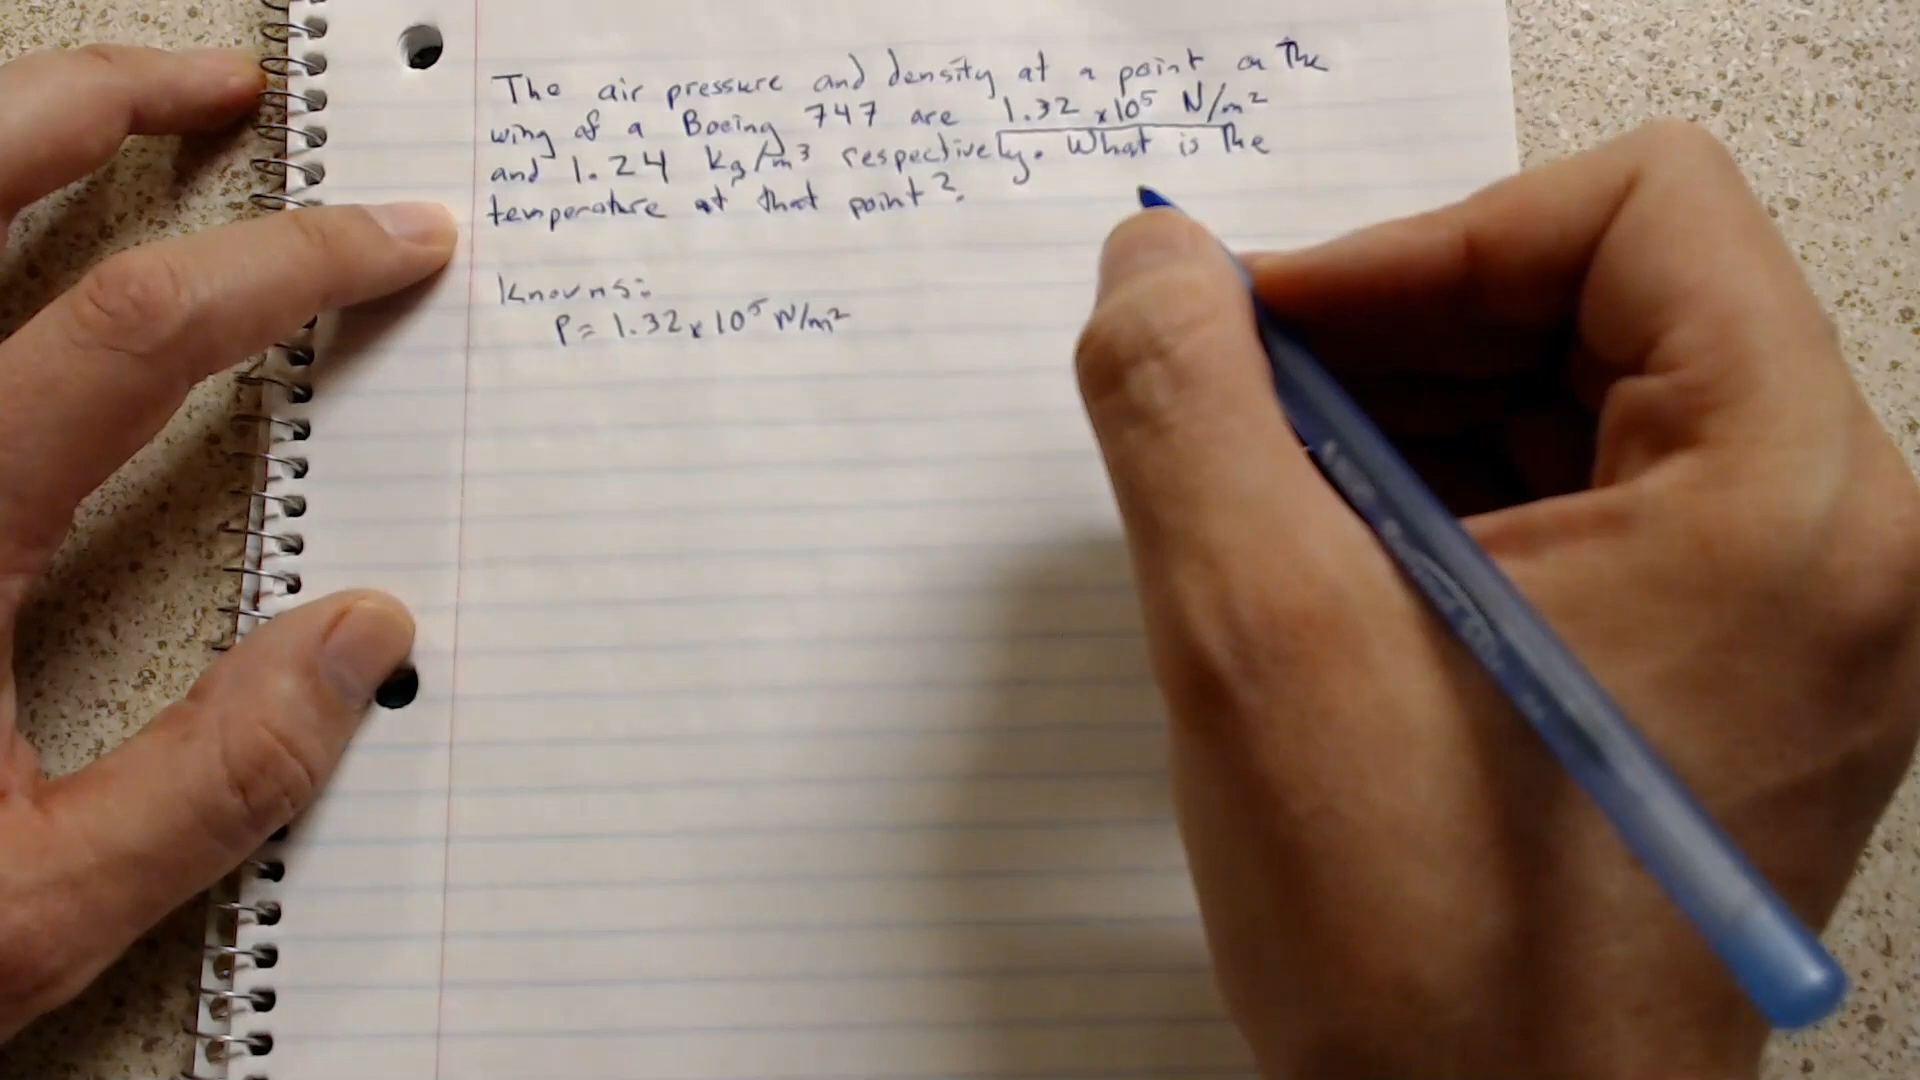 The air pressure and density at a point on the
wing of a Boeing 747 are 1.32 x 10⁵ N/m²
and 1.24 kg/m³ respectively. What is the
temperature at that point?
Knowns:
P = 1.32 x 10⁵ N/m²